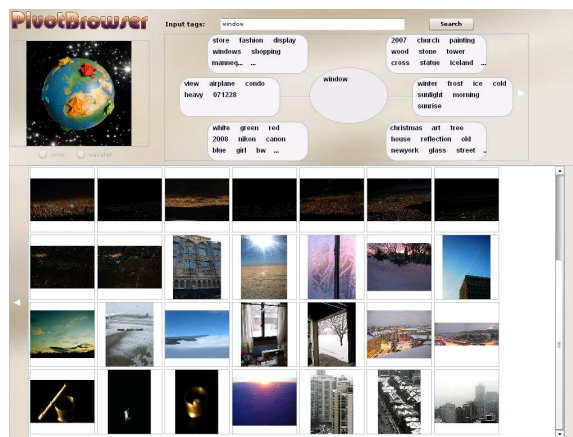 PivotBrowser
Input tags: window Search
store fashion display
windows shopping
manneq... ...
2007 church painting
wood stone tower
cross statue iceland ...
view airplane condo
heavy 071228
window
winter frost ice cold
sunlight morning
sunrise
white green red
2008 nikon canon
blue girl bw ...
christmas art tree
house reflection old
newyork glass street ..
color